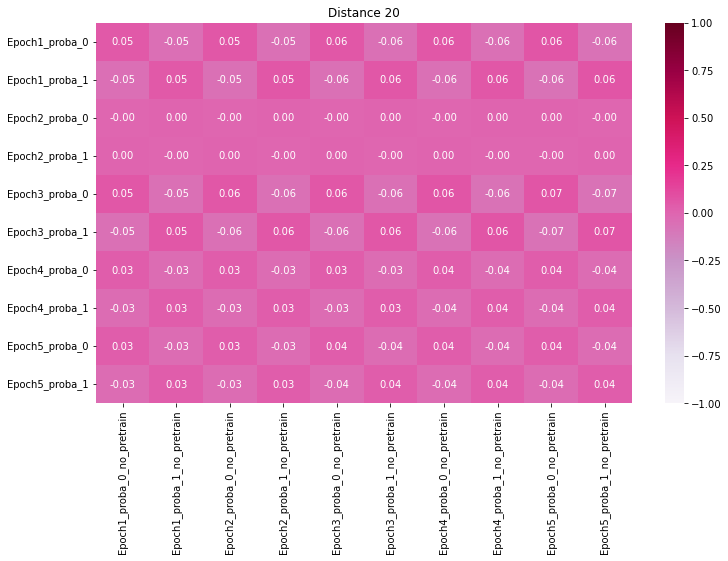 Distance 20
Epoch1_proba_0 0.05 -0.05 0.05 -0.05 0.06 -0.06 0.06 -0.06 0.06 -0.06
Epoch1_proba_1 -0.05 0.05 -0.05 0.05 -0.06 0.06 -0.06 0.06 -0.06 0.06
Epoch2_proba_0 -0.00 0.00 -0.00 0.00 -0.00 0.00 -0.00 0.00 0.00 -0.00
Epoch2_proba_1 0.00 -0.00 0.00 -0.00 0.00 -0.00 0.00 -0.00 -0.00 0.00
Epoch3_proba_0 0.05 -0.05 0.06 -0.06 0.06 -0.06 0.06 -0.06 0.07 -0.07
Epoch3_proba_1 -0.05 0.05 -0.06 0.06 -0.06 0.06 -0.06 0.06 -0.07 0.07
Epoch4_proba_0 0.03 -0.03 0.03 -0.03 0.03 -0.03 0.04 -0.04 0.04 -0.04
Epoch4_proba_1 -0.03 0.03 -0.03 0.03 -0.03 0.03 -0.04 0.04 -0.04 0.04
Epoch5_proba_0 0.03 -0.03 0.03 -0.03 0.04 -0.04 0.04 -0.04 0.04 -0.04
Epoch5_proba_1 -0.03 0.03 -0.03 0.03 -0.04 0.04 -0.04 0.04 -0.04 0.04
Epoch1_proba_0_no_pretrain
Epoch1_proba_1_no_pretrain
Epoch2_proba_0_no_pretrain
Epoch2_proba_1_no_pretrain
Epoch3_proba_0_no_pretrain
Epoch3_proba_1_no_pretrain
Epoch4_proba_0_no_pretrain
Epoch4_proba_1_no_pretrain
Epoch5_proba_0_no_pretrain
Epoch5_proba_1_no_pretrain
1.00
0.75
0.50
0.25
0.00
-0.25
-0.50
-0.75
-1.00